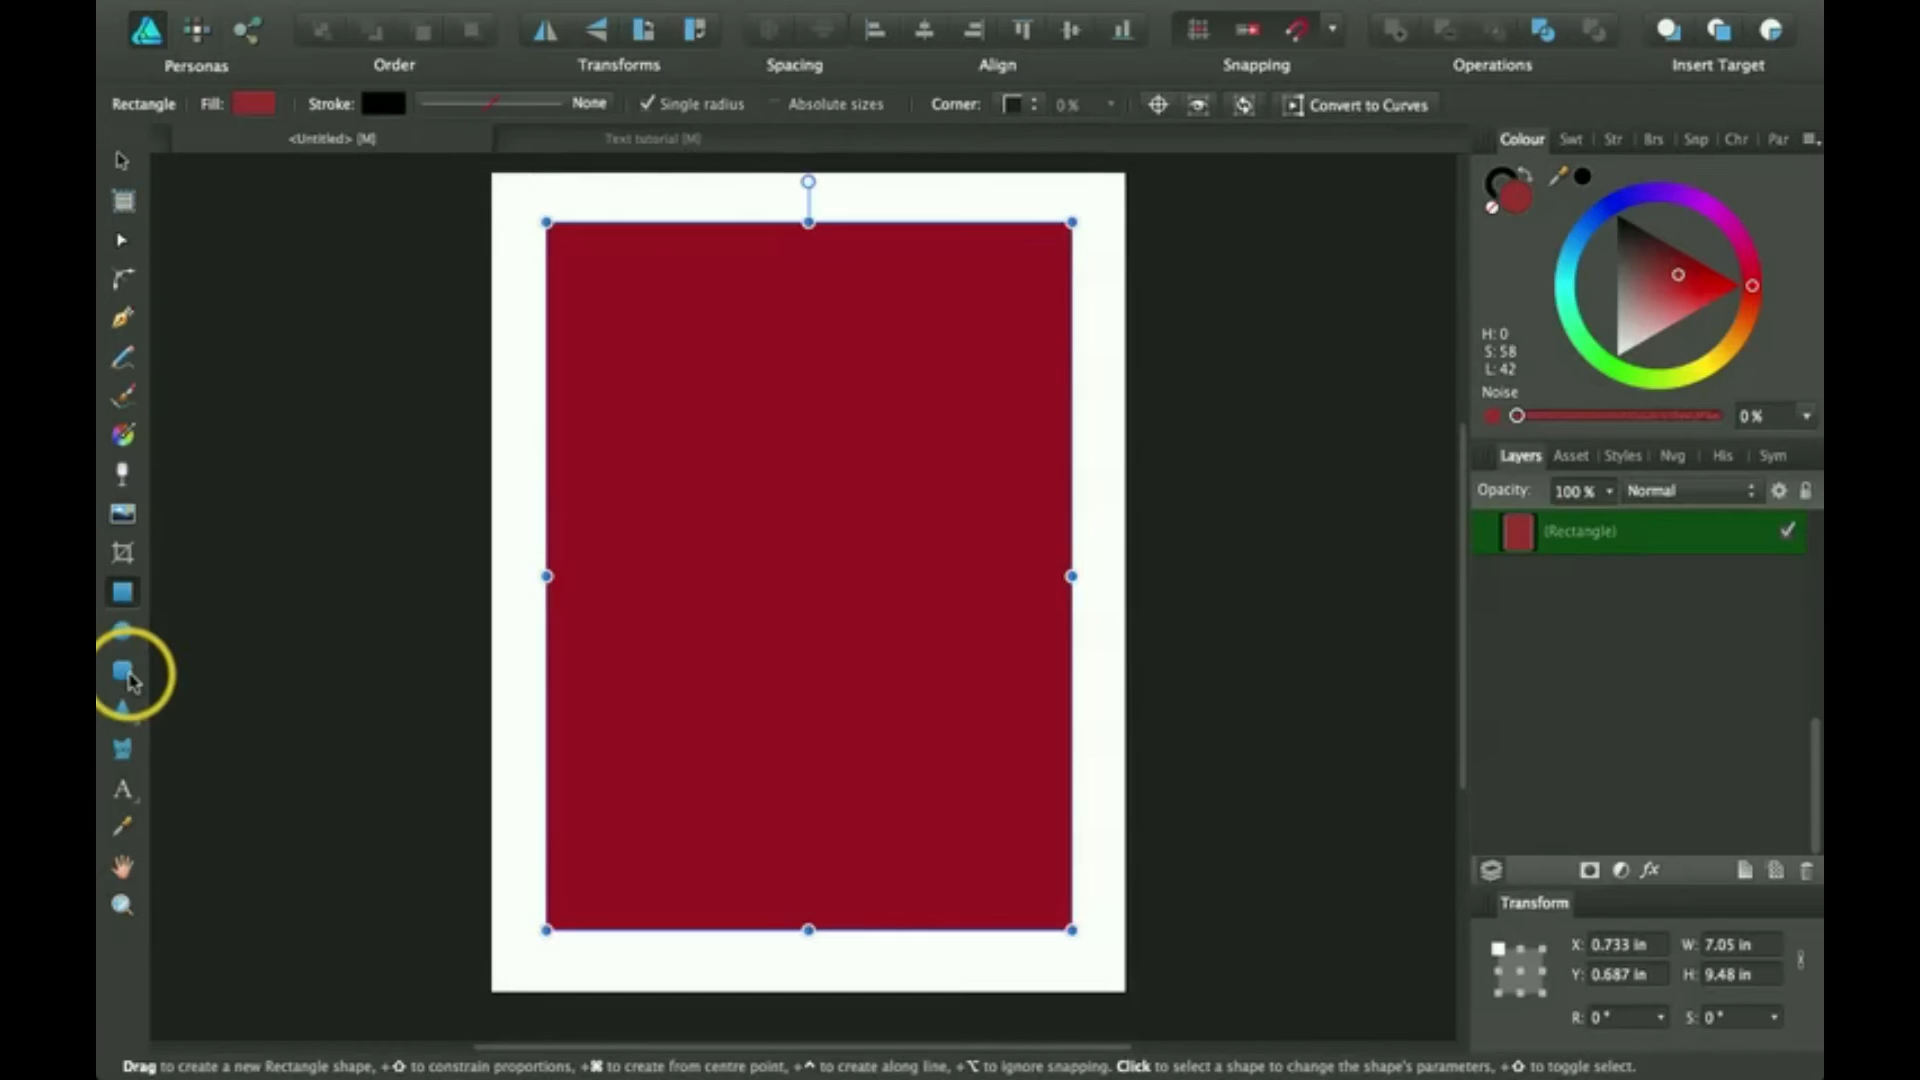 Personas Order Transforms Spacing Align Snapping Operations Insert Target
Rectangle Fill: Stroke: None Single radius Absolute sizes Corner: 0 % Convert to Curves
<Untitled> [M] Text tutorial [M]
Colour Swt Str Brs Snp Chr Par
H: 0
S: 58
L: 42
Noise
0 %
Layers Asset Styles Nvg His Sym
Opacity: 100 % Normal
(Rectangle)
fx
Transform
X: 0.733 in W: 7.05 in
Y: 0.687 in H: 9.48 in
R: 0 ° S: 0 °
A
Drag to create a new Rectangle shape, +⇧ to constrain proportions, +⌘ to create from centre point, +^ to create along line, +⌥ to ignore snapping. Click to select a shape to change the shape's parameters, +⇧ to toggle select.